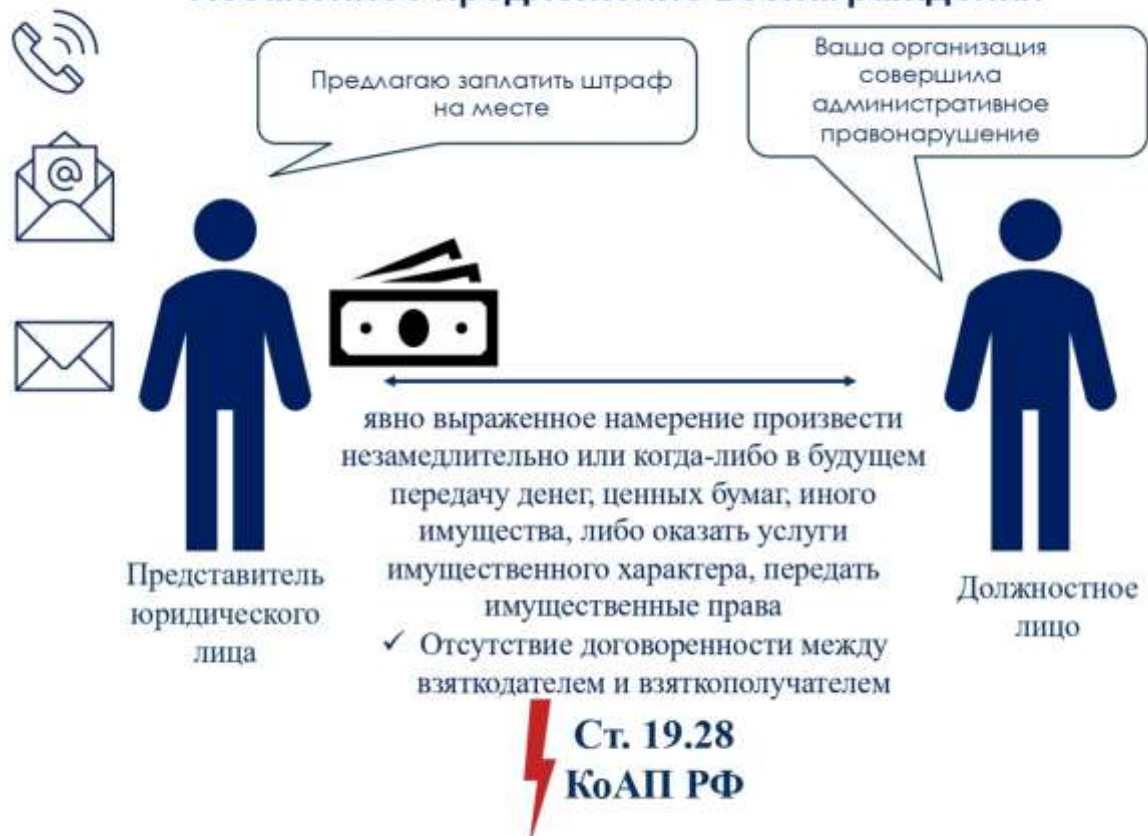 Предлагаю заплатить штраф
на месте
Ваша организация
совершила
административное
правонарушение
@
явно выраженное намерение произвести
незамедлительно или когда-либо в будущем
передачу денег, ценных бумаг, иного
имущества, либо оказать услуги
имущественного характера, передать
имущественные права
✓ Отсутствие договоренности между
взяткодателем и взяткополучателем
Представитель
юридического
лица
Должностное
лицо
Ст. 19.28
КоАП РФ